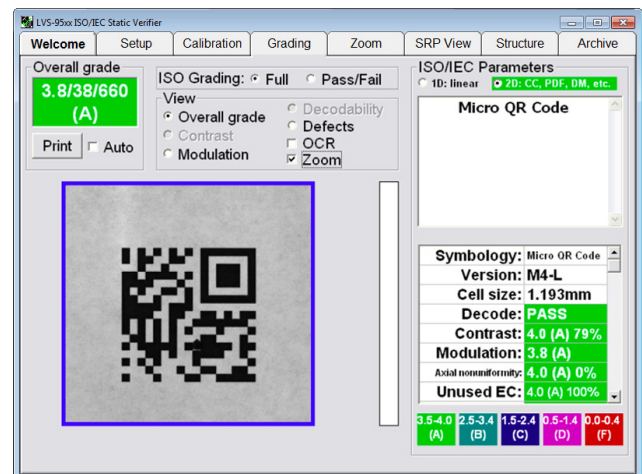 LVS-95xx ISO/IEC Static Verifier
Welcome Setup Calibration Grading Zoom SRP View Structure Archive
Overall grade
3.8/38/660
(A)
Print Auto
ISO Grading: Full Pass/Fail
View
Overall grade
Contrast
Modulation
Decodability
Defects
OCR
Zoom
ISO/IEC Parameters
1D: linear 2D: CC, PDF, DM, etc.
Micro QR Code
Symbology: Micro QR Code
Version: M4-L
Cell size: 1.193mm
Decode: PASS
Contrast: 4.0 (A) 79%
Modulation: 3.8 (A)
Axial nonuniformity: 4.0 (A) 0%
Unused EC: 4.0 (A) 100%
3.5-4.0 2.5-3.4 1.5-2.4 0.5-1.4 0.0-0.4
(A) (B) (C) (D) (F)